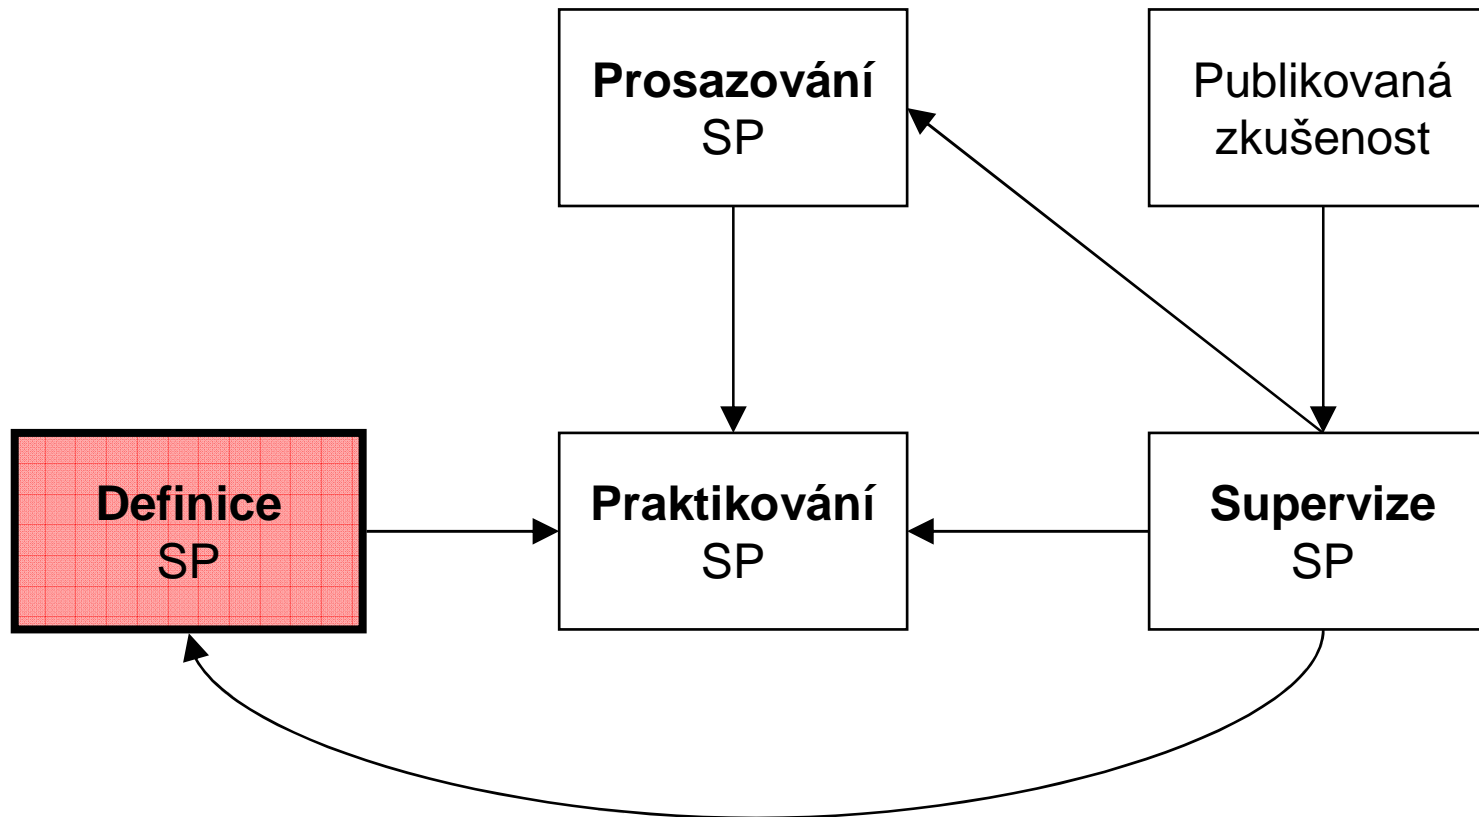 Prosazování
SP
Publikovaná
zkušenost
Definice
SP
Praktikování
SP
Supervize
SP